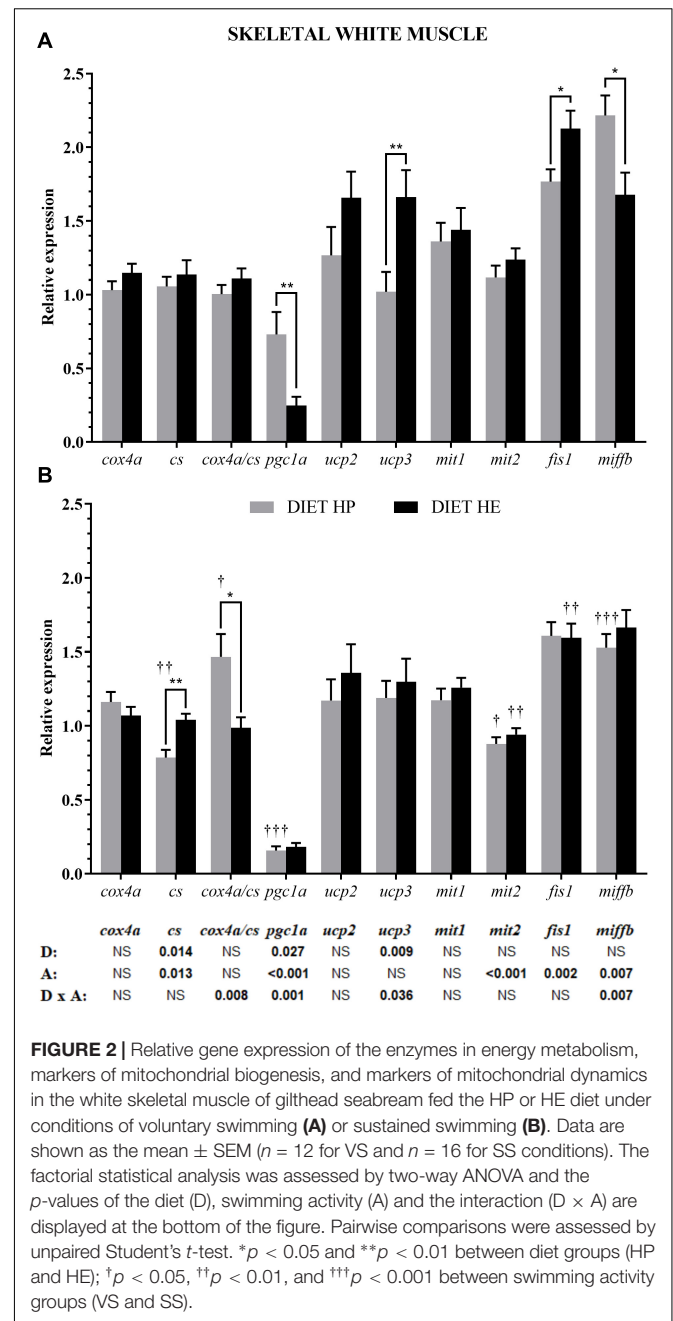 SKELETAL WHITE MUSCLE
A
2.5
2.0
1.5
1.0
0.5
0.0
Relative expression
**
**
*
*
cox4a cs cox4a/cs pgc1a ucp2 ucp3 mit1 mit2 fis1 miffb
B
DIET HP DIET HE
2.5
2.0
1.5
1.0
0.5
0.0
Relative expression
††
**
†
*
†††
†
††
††
†††
cox4a cs cox4a/cs pgc1a ucp2 ucp3 mit1 mit2 fis1 miffb
cox4a cs cox4a/cs pgc1a ucp2 ucp3 mit1 mit2 fis1 miffb
D: NS 0.014 NS 0.027 NS 0.009 NS NS NS NS
A: NS 0.013 NS <0.001 NS NS NS <0.001 0.002 0.007
D x A: NS NS 0.008 0.001 NS 0.036 NS NS NS 0.007
FIGURE 2 | Relative gene expression of the enzymes in energy metabolism,
markers of mitochondrial biogenesis, and markers of mitochondrial dynamics
in the white skeletal muscle of gilthead seabream fed the HP or HE diet under
conditions of voluntary swimming (A) or sustained swimming (B). Data are
shown as the mean ± SEM (n = 12 for VS and n = 16 for SS conditions). The
factorial statistical analysis was assessed by two-way ANOVA and the
p-values of the diet (D), swimming activity (A) and the interaction (D × A) are
displayed at the bottom of the figure. Pairwise comparisons were assessed by
unpaired Student's t-test. *p < 0.05 and **p < 0.01 between diet groups (HP
and HE); †p < 0.05, ††p < 0.01, and †††p < 0.001 between swimming activity
groups (VS and SS).